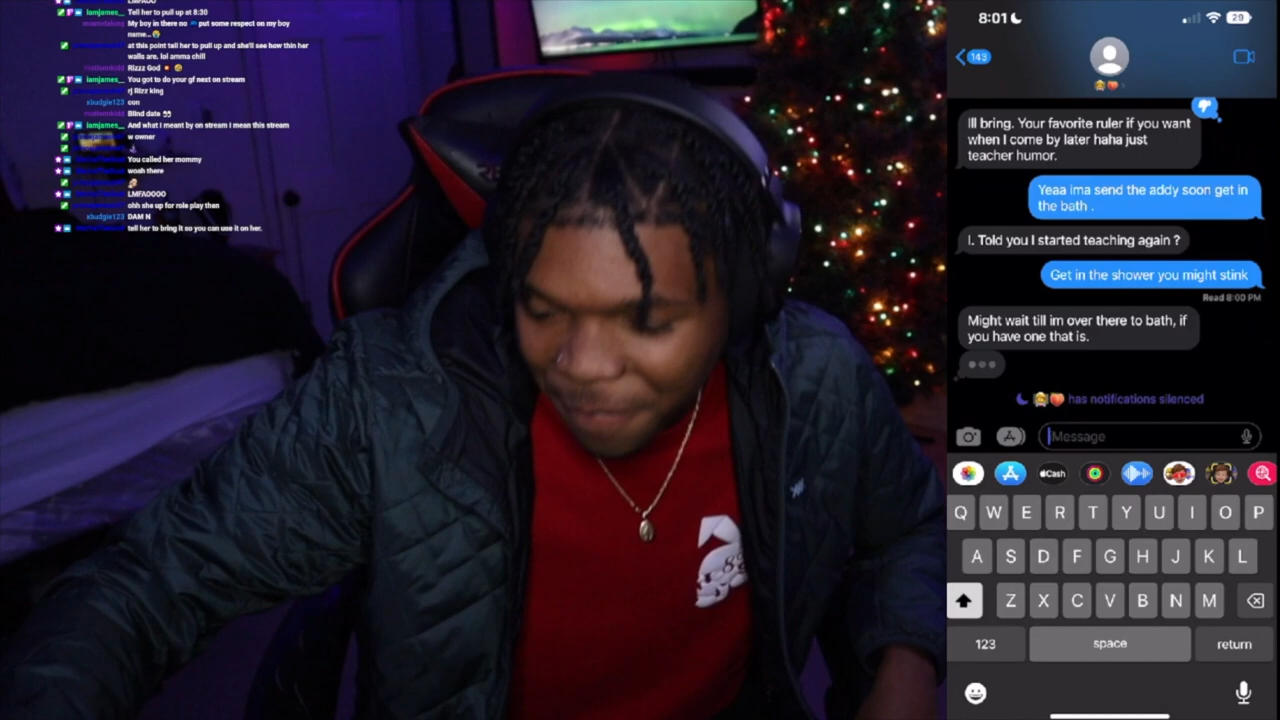 LMFAOO
iamjames__ Tell her to pull up at 8:30
My boy in there no put some respect on my boy
name...
at this point tell her to pull up and she'll see how thin her
walls are. lol amma chill
Rizzz God
iamjames__ You got to do your gf next on stream
rj Rizz king
xbudgie123 con
Blind date
iamjames__ And what I meant by on stream I mean this stream
w owner
You called her mommy
woah there
LMFAOOOO
ohh she up for role play then
xbudgie123 DAM N
tell her to bring it so you can use it on her.
8:01
29
143
Ill bring. Your favorite ruler if you want
when I come by later haha just
teacher humor.
Yeaa ima send the addy soon get in
the bath .
I. Told you I started teaching again ?
Get in the shower you might stink
Read 8:00 PM
Might wait till im over there to bath, if
you have one that is.
has notifications silenced
Message
Cash
Q W E R T Y U I O P
A S D F G H J K L
Z X C V B N M
123 space return